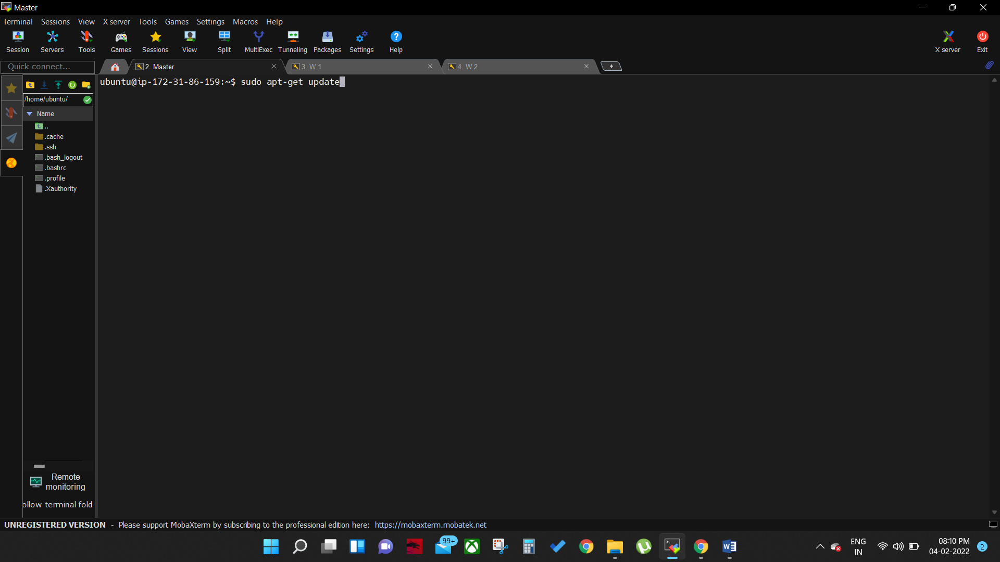 Master
Terminal Sessions View X server Tools Games Settings Macros Help
Session Servers Tools Games Sessions View Split MultiExec Tunneling Packages Settings Help X server Exit
Quick connect... 2. Master 3. W 1 4. W 2
ubuntu@ip-172-31-86-159:~$ sudo apt-get update
/home/ubuntu/
Name
..
.cache
.ssh
.bash_logout
.bashrc
.profile
.Xauthority
Remote
monitoring
ollow terminal fold
UNREGISTERED VERSION - Please support MobaXterm by subscribing to the professional edition here: https://mobaxterm.mobatek.net
99+
ENG
IN
08:10 PM
04-02-2022
2